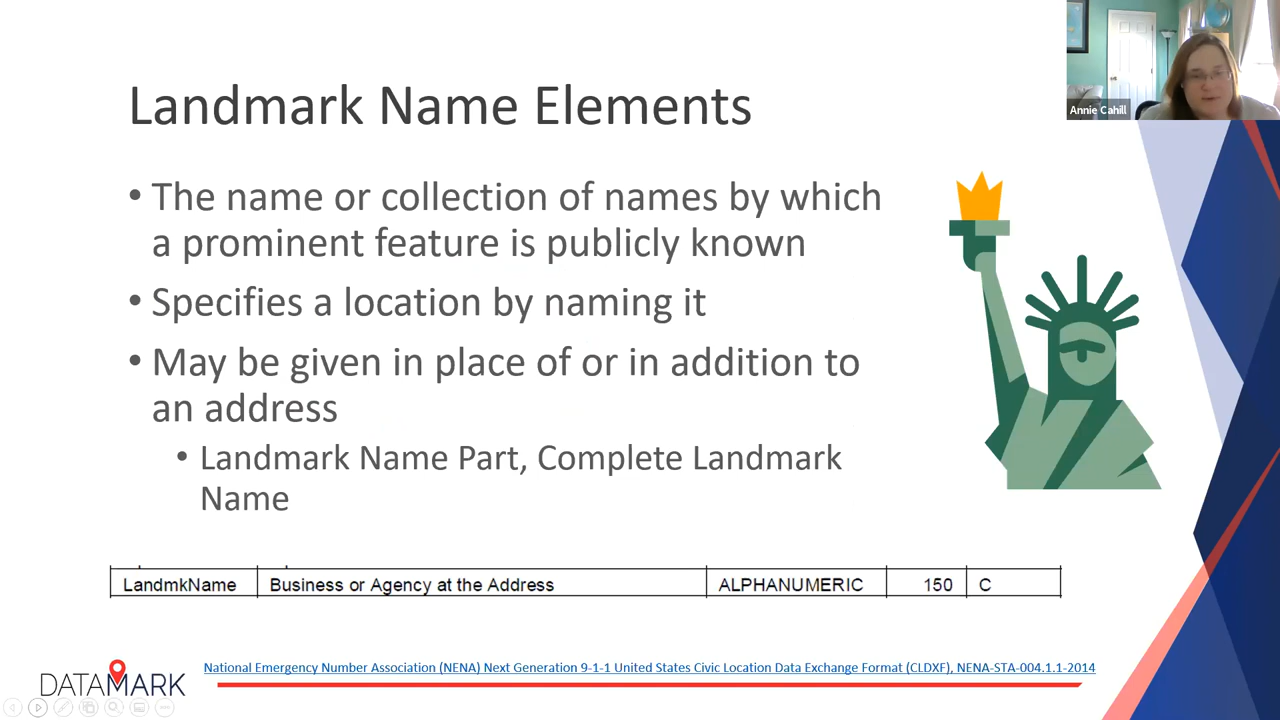 Annie Cahill
Landmark Name Elements
• The name or collection of names by which
a prominent feature is publicly known
• Specifies a location by naming it
• May be given in place of or in addition to
an address
• Landmark Name Part, Complete Landmark
Name
LandmkName Business or Agency at the Address ALPHANUMERIC 150 C
DATAMARK
National Emergency Number Association (NENA) Next Generation 9-1-1 United States Civic Location Data Exchange Format (CLDXF), NENA-STA-004.1.1-2014